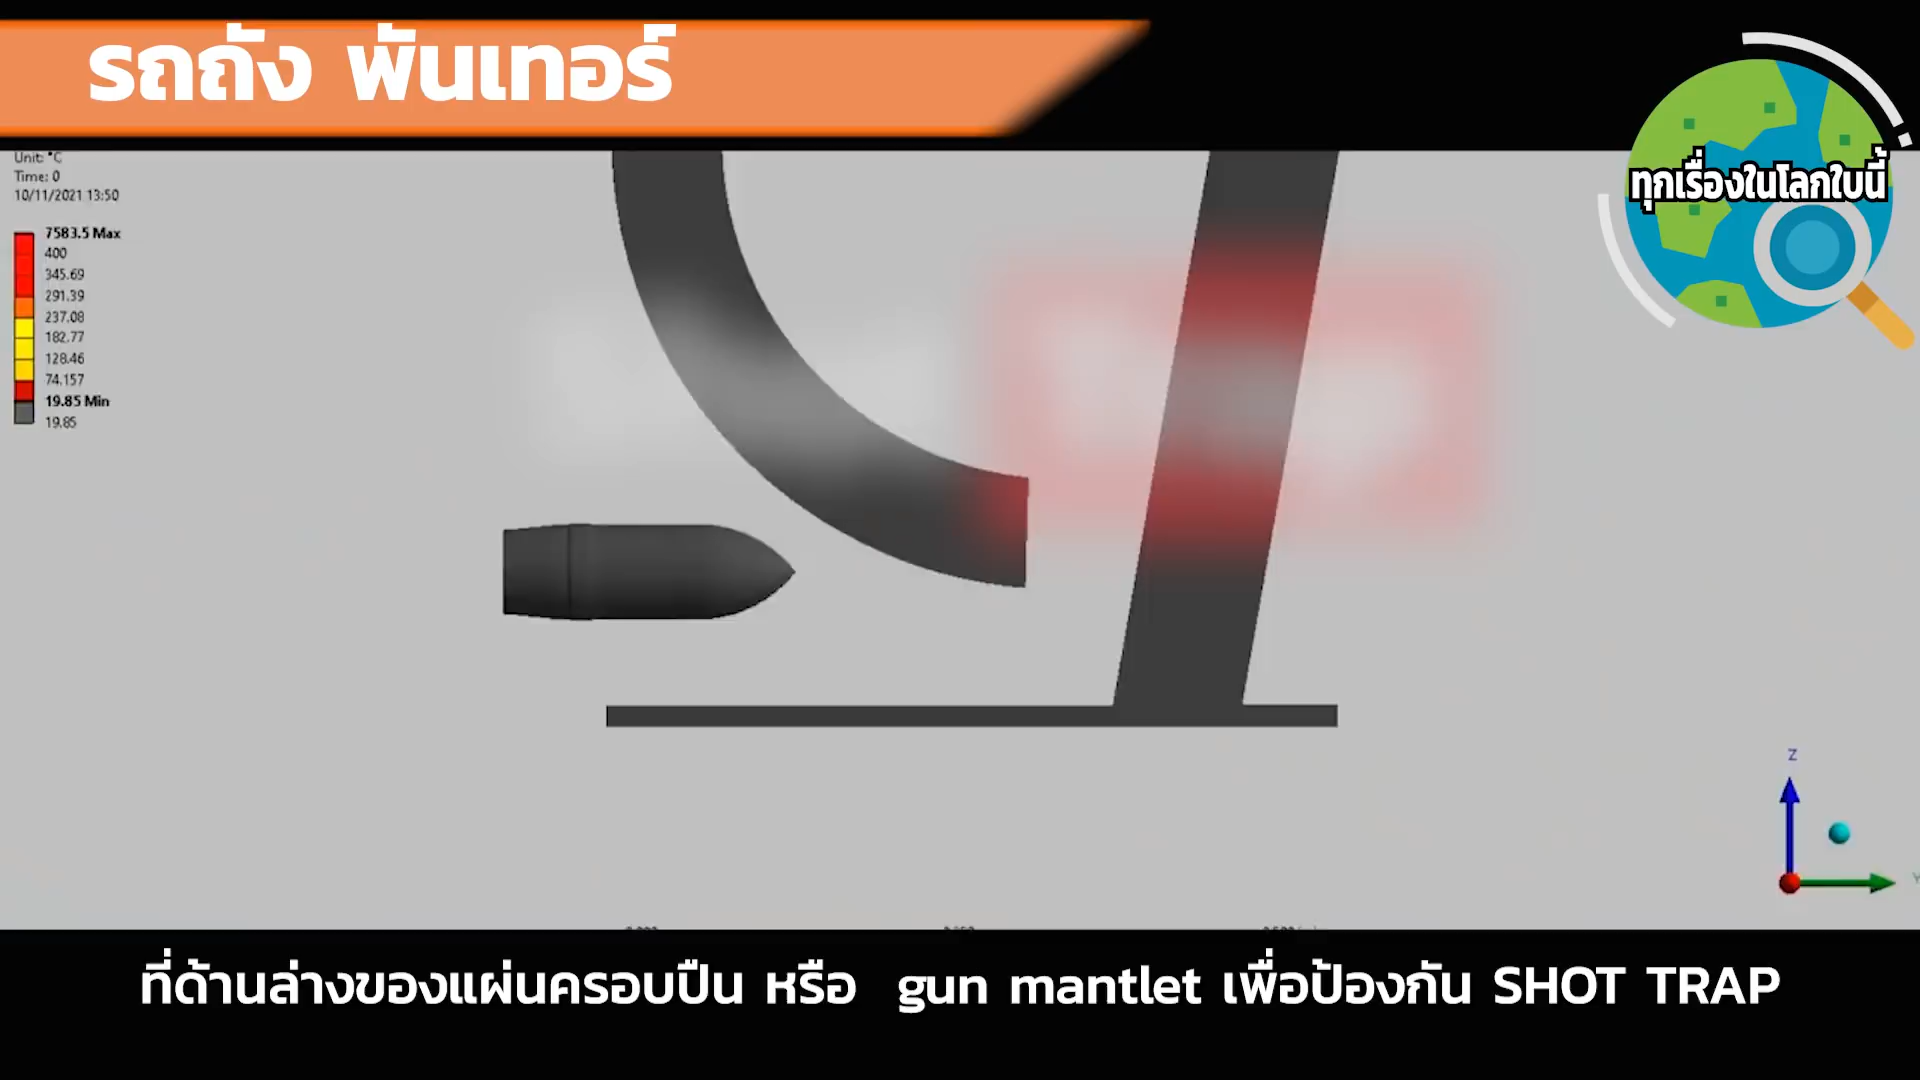 รถถัง พันเทอร์
ทุกเรื่องในโลกใบนี้
Unit: °C
Time: 0
10/11/2021 13:50
7583.5 Max
400
345.69
291.39
237.08
182.77
128.46
74.157
19.85 Min
19.85
Z
Y
ที่ด้านล่างของแผ่นครอบปืน หรือ gun mantlet เพื่อป้องกัน SHOT TRAP